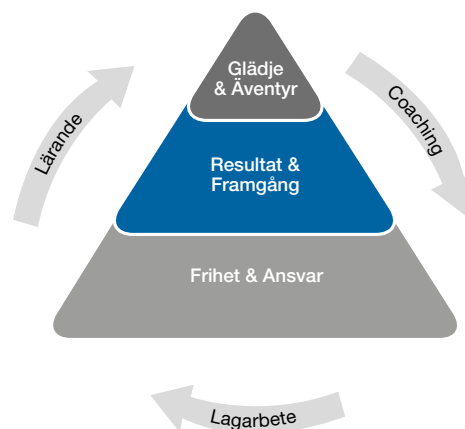 Glädje
& Äventyr
Lärande
Coaching
Resultat &
Framgång
Frihet & Ansvar
Lagarbete